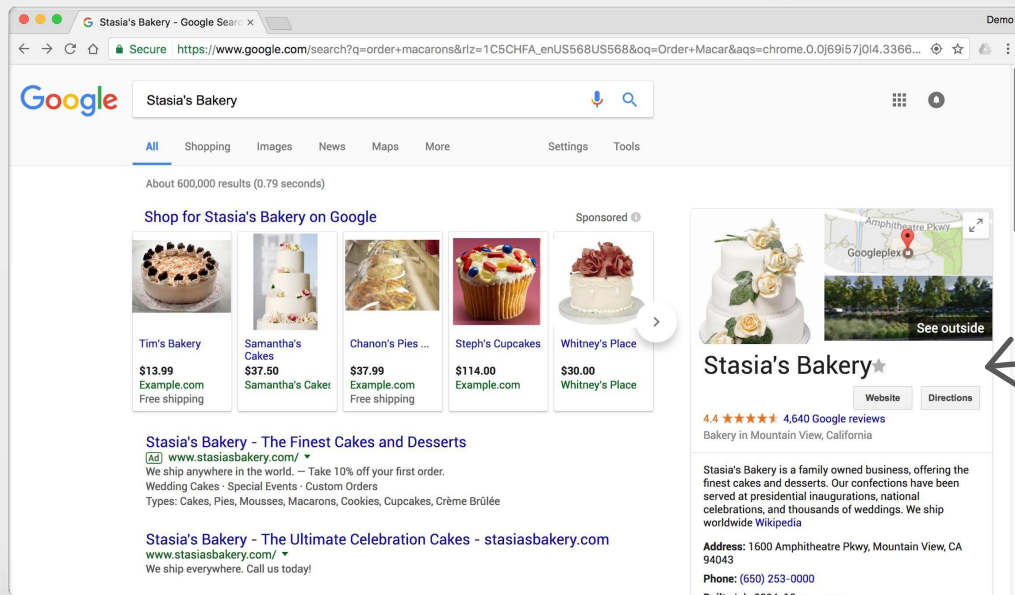 Stasia's Bakery - Google Searc
Demo
Secure https://www.google.com/search?q=order+macarons&rlz=1C5CHFA_enUS568US568&oq=Order+Macar&aqs=chrome.0.0j69i57j0l4.3366...
Google
Stasia's Bakery
All Shopping Images News Maps More Settings Tools
About 600,000 results (0.79 seconds)
Shop for Stasia's Bakery on Google
Sponsored
Tim's Bakery
$13.99
Example.com
Free shipping
Samantha's
Cakes
$37.50
Samantha's Cakes
Chanon's Pies ...
$37.99
Example.com
Free shipping
Steph's Cupcakes
$114.00
Example.com
Whitney's Place
$30.00
Whitney's Place
Stasia's Bakery - The Finest Cakes and Desserts
Ad www.stasiasbakery.com/
We ship anywhere in the world. — Take 10% off your first order.
Wedding Cakes · Special Events · Custom Orders
Types: Cakes, Pies, Mousses, Macarons, Cookies, Cupcakes, Crème Brûlée
Stasia's Bakery - The Ultimate Celebration Cakes - stasiasbakery.com
www.stasiasbakery.com/
We ship everywhere. Call us today!
Amphitheatre Pkwy
Googleplex
See outside
Stasia's Bakery
Website
Directions
4.4 4,640 Google reviews
Bakery in Mountain View, California
Stasia's Bakery is a family owned business, offering the
finest cakes and desserts. Our confections have been
served at presidential inaugurations, national
celebrations, and thousands of weddings. We ship
worldwide Wikipedia
Address: 1600 Amphitheatre Pkwy, Mountain View, CA
94043
Phone: (650) 253-0000